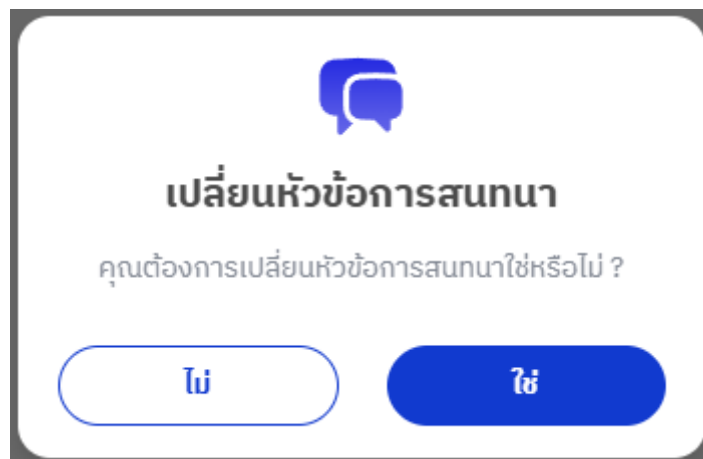 เปลี่ยนหัวข้อการสนทนา
คุณต้องการเปลี่ยนหัวข้อการสนทนาใช่หรือไม่ ?
ไม่
ใช่